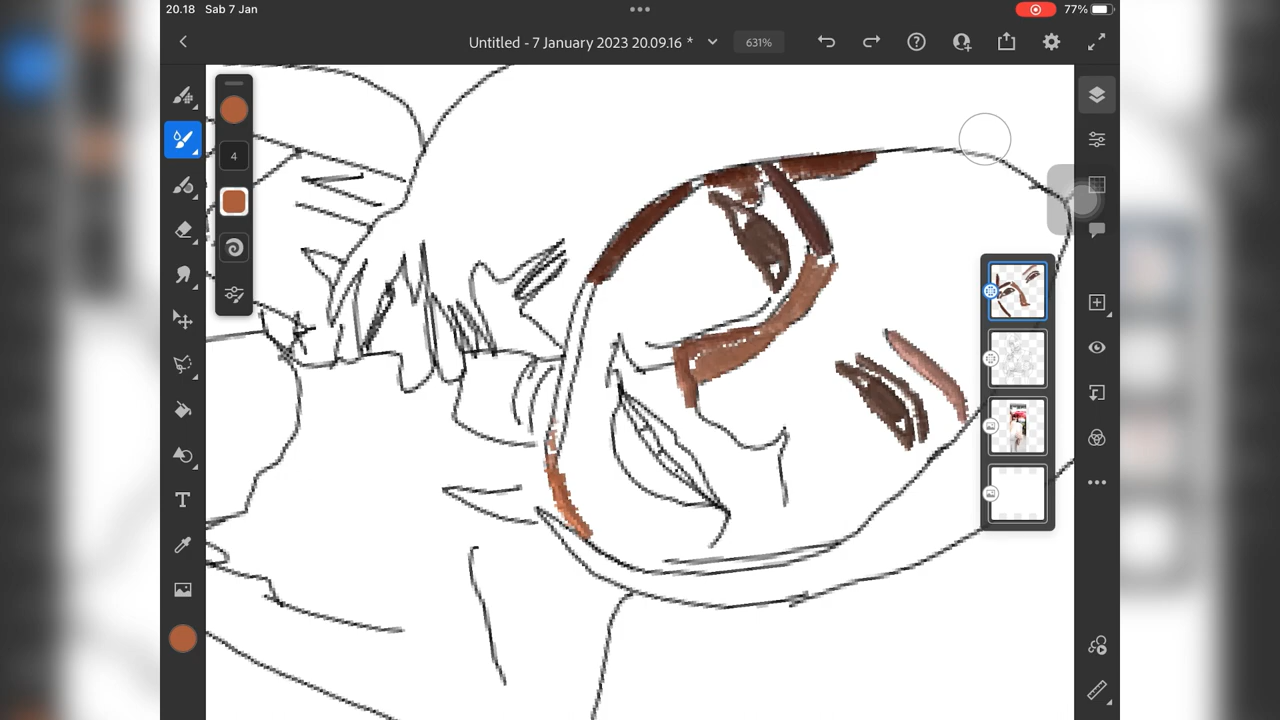 20.18 Sab 7 Jan
77%
Untitled - 7 January 2023 20.09.16 *
631%
4
T